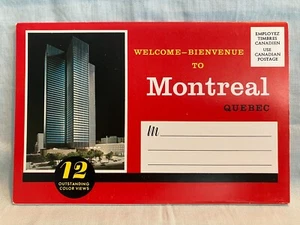 WELCOME–BIENVENUE
TO
Montreal
QUEBEC
EMPLOYEZ
TIMBRES
CANADIEN
USE
CANADIAN
POSTAGE
M
12
OUTSTANDING
COLOR VIEWS